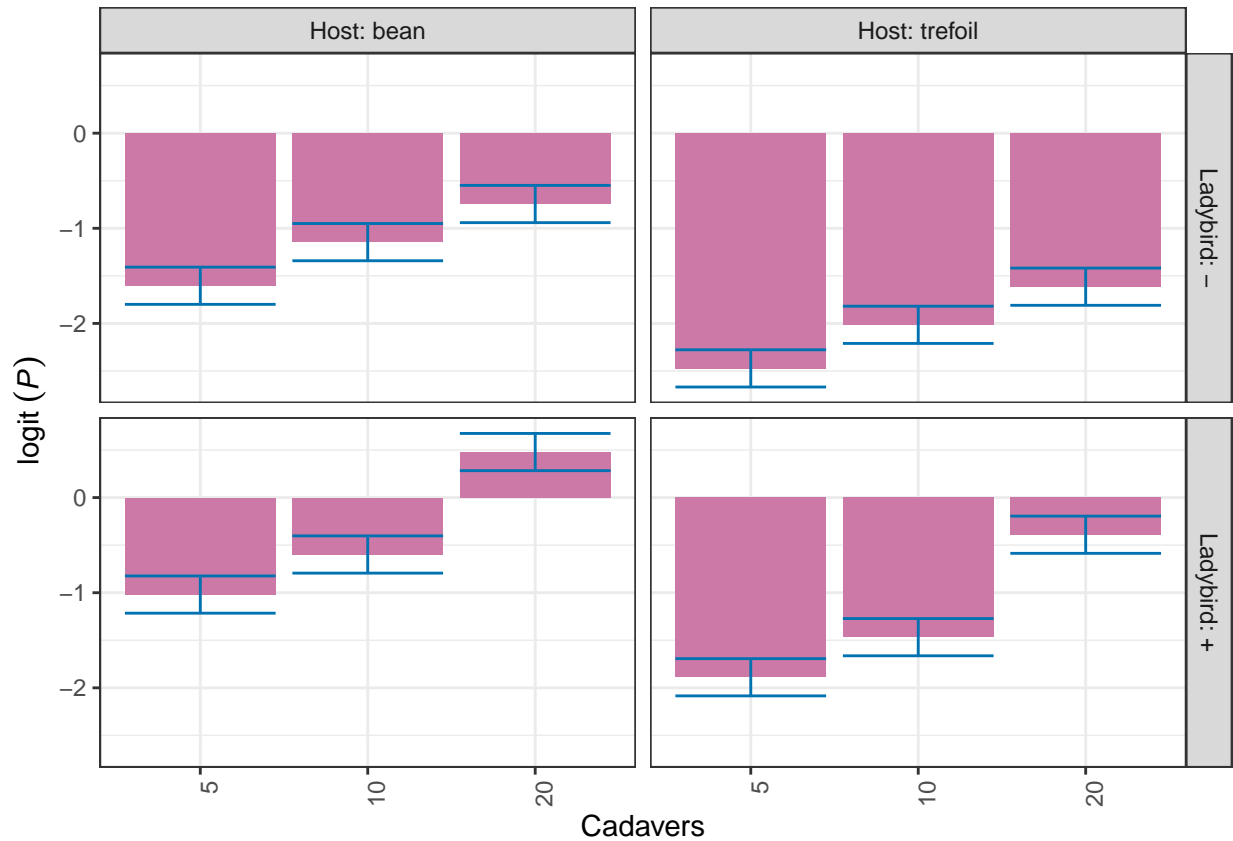 Host: bean
Host: trefoil
0
−1
−2
Ladybird: −
0
−1
−2
Ladybird: +
logit (P)
5
10
20
5
10
20
Cadavers